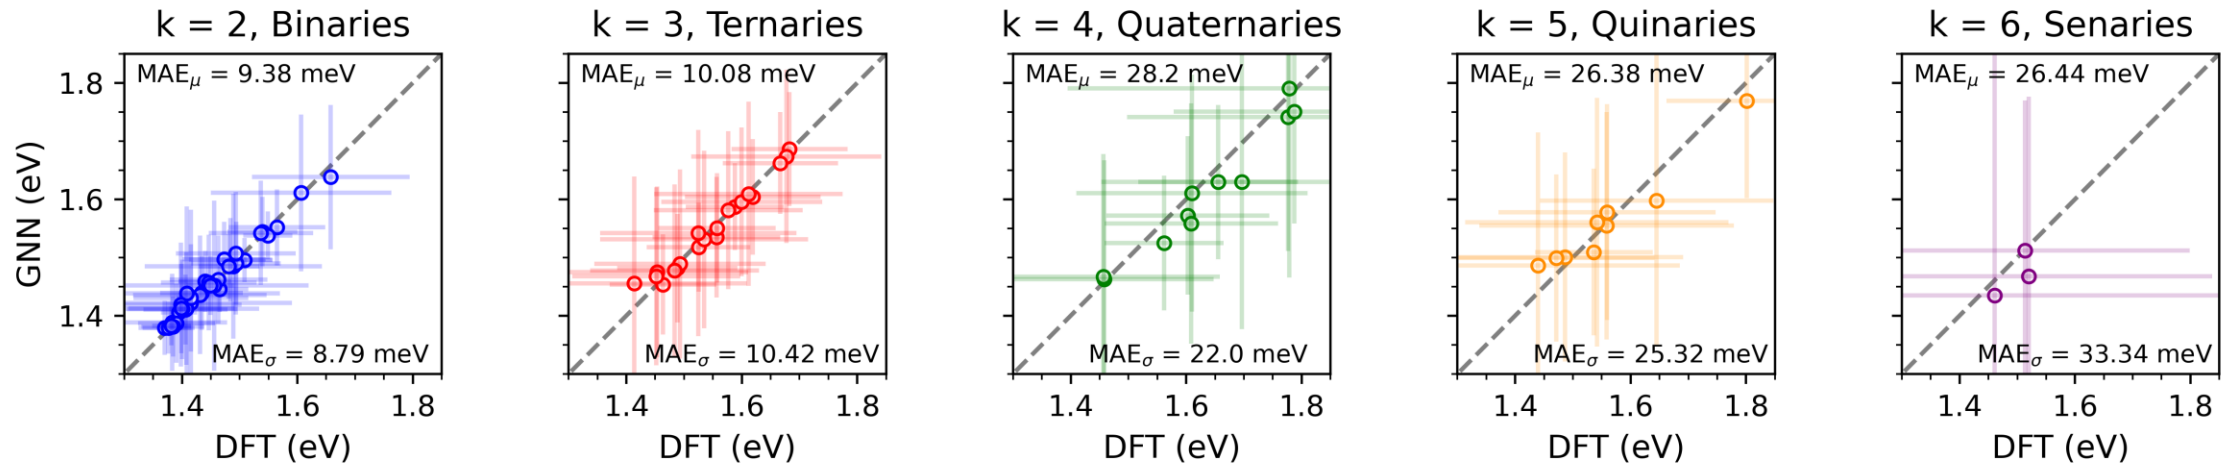 k = 2, Binaries
MAEμ = 9.38 meV
MAEσ = 8.79 meV
1.8
1.6
1.4
GNN (eV)
1.4 1.6 1.8
DFT (eV)
k = 3, Ternaries
MAEμ = 10.08 meV
MAEσ = 10.42 meV
1.4 1.6 1.8
DFT (eV)
k = 4, Quaternaries
MAEμ = 28.2 meV
MAEσ = 22.0 meV
1.4 1.6 1.8
DFT (eV)
k = 5, Quinaries
MAEμ = 26.38 meV
MAEσ = 25.32 meV
1.4 1.6 1.8
DFT (eV)
k = 6, Senaries
MAEμ = 26.44 meV
MAEσ = 33.34 meV
1.4 1.6 1.8
DFT (eV)